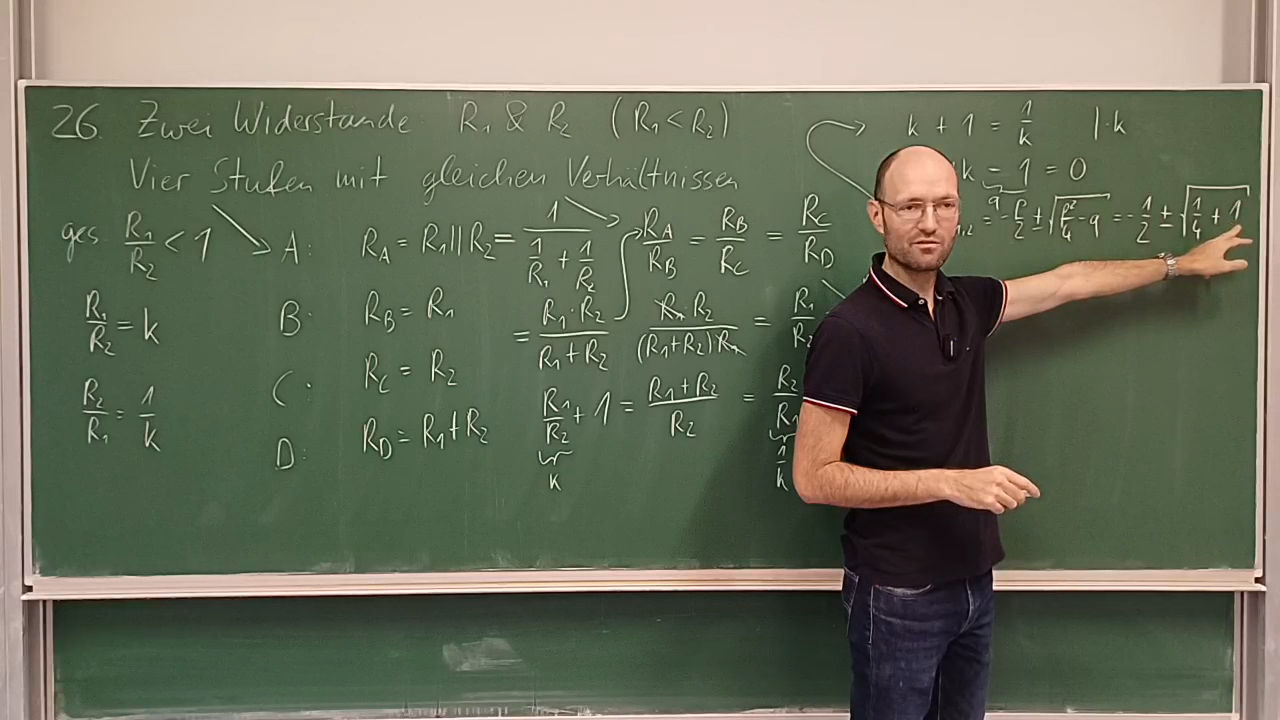 26. Zwei Widerstände R₁ & R₂ (R₁ < R₂)
Vier Stufen mit gleichen Verhältnissen
ges. R₁/R₂ < 1
R₁/R₂ = k
R₂/R₁ = 1/k
A: R_A = R₁||R₂ = 1/(1/R₁ + 1/R₂)
= R₁·R₂/(R₁+R₂)
B: R_B = R₁
C: R_C = R₂
D: R_D = R₁+R₂
R_A/R_B = R_B/R_C = R_C/R_D
R₁ R₂/((R₁+R₂)R₁) = R₁/R₂
R₁/R₂ + 1 = (R₁+R₂)/R₂ = R₂/R₁
k
1/k
k + 1 = 1/k |·k
k - 1 = 0
q
= -p/2 ± √(p²/4 - q) = -1/2 ± √(1/4 + 1)